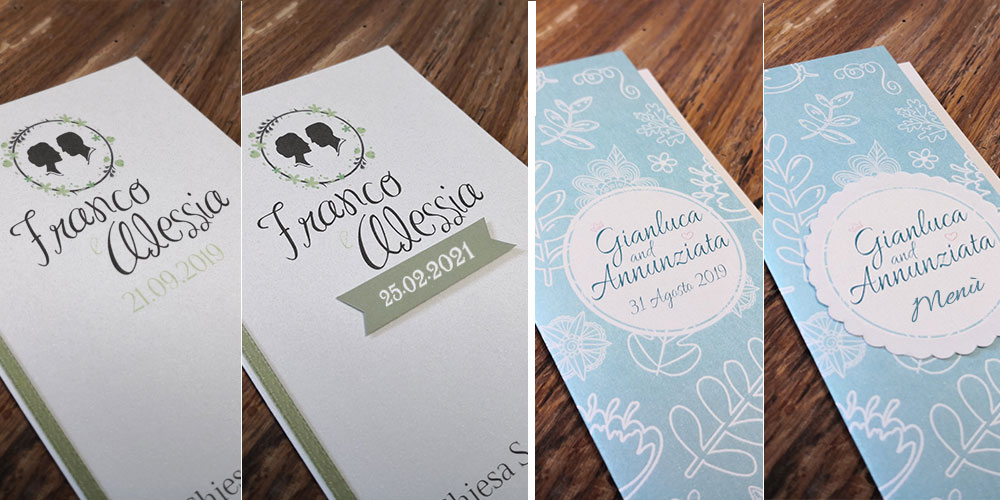 Franco
e
Alessia
21.09.2019
Franco
e
Alessia
25.02.2021
Chiesa S
Gianluca
and
Annunziata
31 Agosto 2019
Gianluca
and
Annunziata
Menù